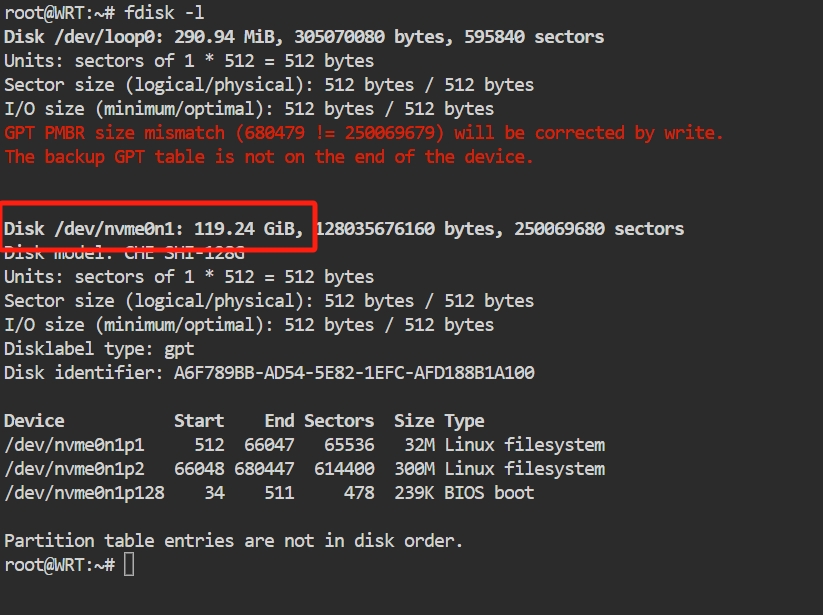 root@WRT:~# fdisk -l
Disk /dev/loop0: 290.94 MiB, 305070080 bytes, 595840 sectors
Units: sectors of 1 * 512 = 512 bytes
Sector size (logical/physical): 512 bytes / 512 bytes
I/O size (minimum/optimal): 512 bytes / 512 bytes
GPT PMBR size mismatch (680479 != 250069679) will be corrected by write.
The backup GPT table is not on the end of the device.
Disk /dev/nvme0n1: 119.24 GiB, 128035676160 bytes, 250069680 sectors
Disk model: CHE SHI-128G
Units: sectors of 1 * 512 = 512 bytes
Sector size (logical/physical): 512 bytes / 512 bytes
I/O size (minimum/optimal): 512 bytes / 512 bytes
Disklabel type: gpt
Disk identifier: A6F789BB-AD54-5E82-1EFC-AFD188B1A100
Device Start End Sectors Size Type
/dev/nvme0n1p1 512 66047 65536 32M Linux filesystem
/dev/nvme0n1p2 66048 680447 614400 300M Linux filesystem
/dev/nvme0n1p128 34 511 478 239K BIOS boot
Partition table entries are not in disk order.
root@WRT:~#